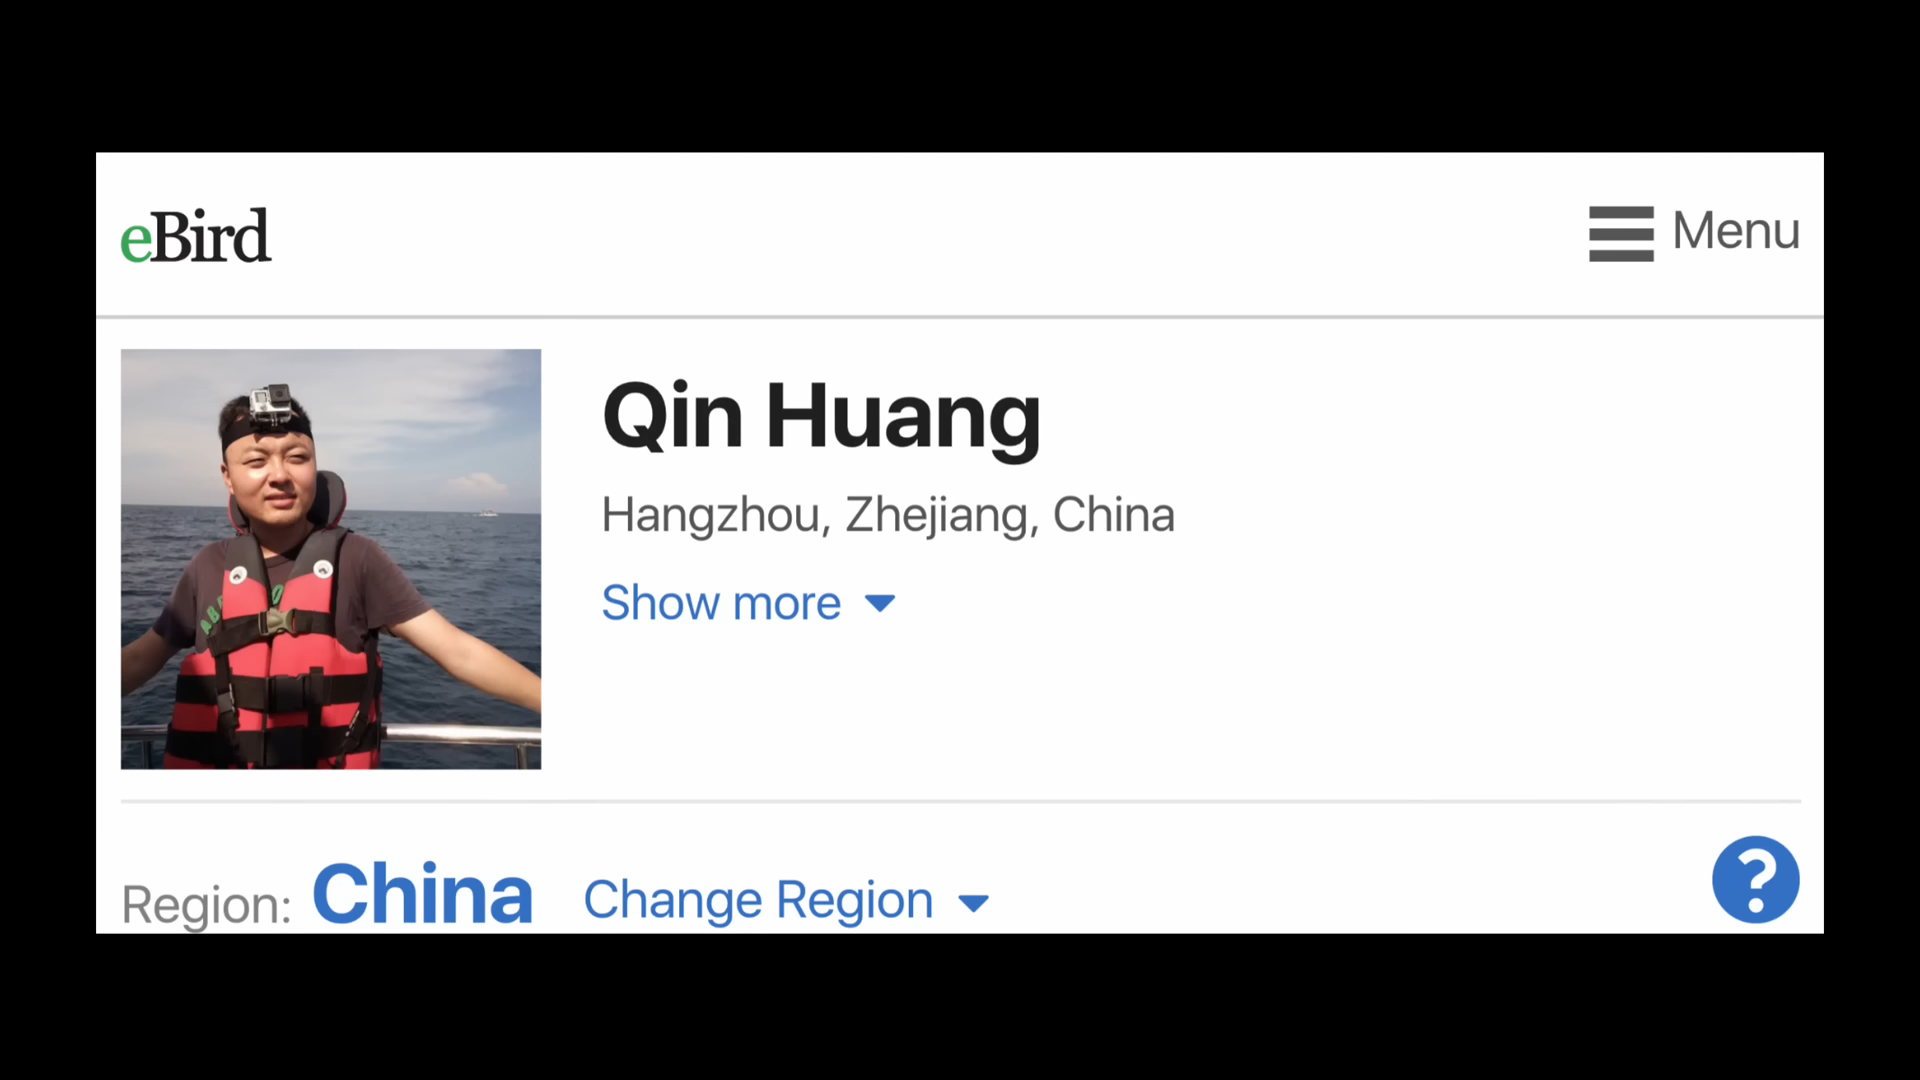 eBird
Menu
Qin Huang
Hangzhou, Zhejiang, China
Show more
Region: China Change Region
?